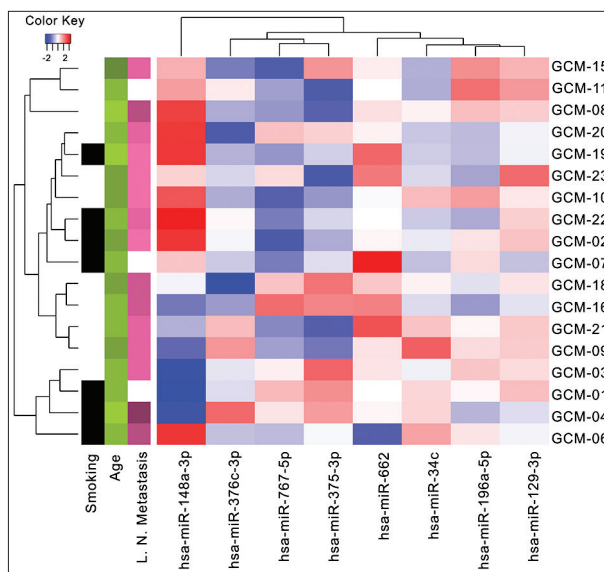 Color Key
-2 2
GCM-15
GCM-11
GCM-08
GCM-20
GCM-19
GCM-23
GCM-10
GCM-22
GCM-02
GCM-07
GCM-18
GCM-16
GCM-21
GCM-09
GCM-03
GCM-01
GCM-04
GCM-06
Smoking
Age
L. N. Metastasis
hsa-miR-148a-3p
hsa-miR-376c-3p
hsa-miR-767-5p
hsa-miR-375-3p
hsa-miR-662
hsa-miR-34c
hsa-miR-196a-5p
hsa-miR-129-3p